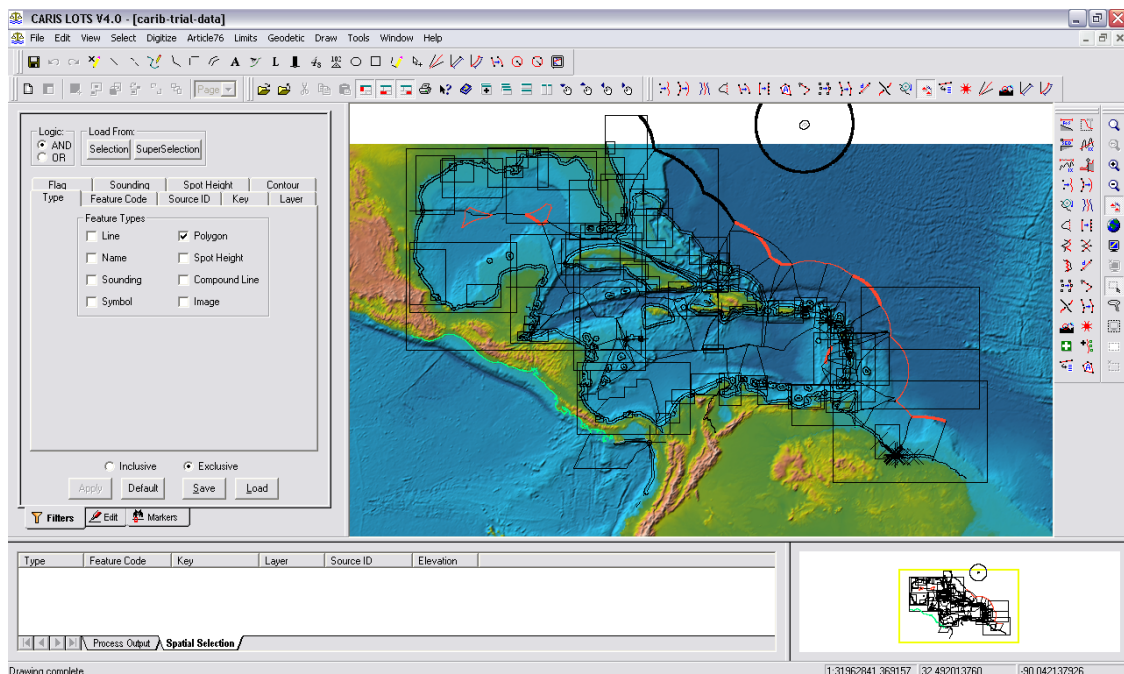 CARIS LOTS V4.0 - [carib-trial-data]
File Edit View Select Digitize Article76 Limits Geodetic Draw Tools Window Help
Page
Logic:
AND
OR
Load From:
Selection
SuperSelection
Flag Sounding Spot Height Contour
Type Feature Code Source ID Key Layer
Feature Types
Line Polygon
Name Spot Height
Sounding Compound Line
Symbol Image
Inclusive Exclusive
Apply Default Save Load
Filters Edit Markers
Type Feature Code Key Layer Source ID Elevation
Process Output Spatial Selection
Drawing complete 1:31962841.369157 32.492013760 -90.042137926